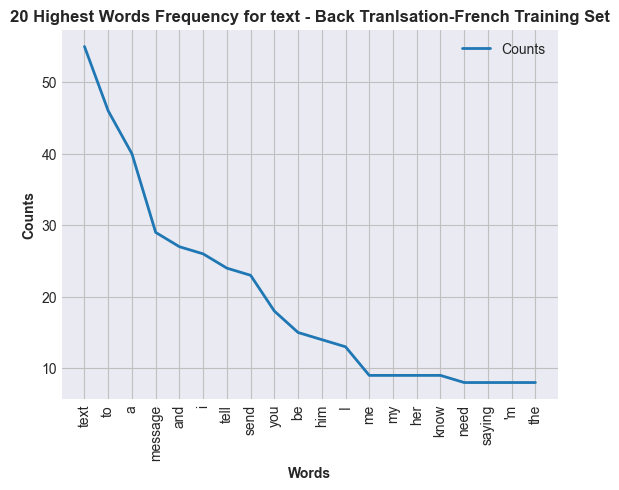 20 Highest Words Frequency for text - Back Tranlsation-French Training Set
Counts
50
40
30
20
10
Counts
text
to
a
message
and
i
tell
send
you
be
him
I
me
my
her
know
need
saying
'm
the
Words